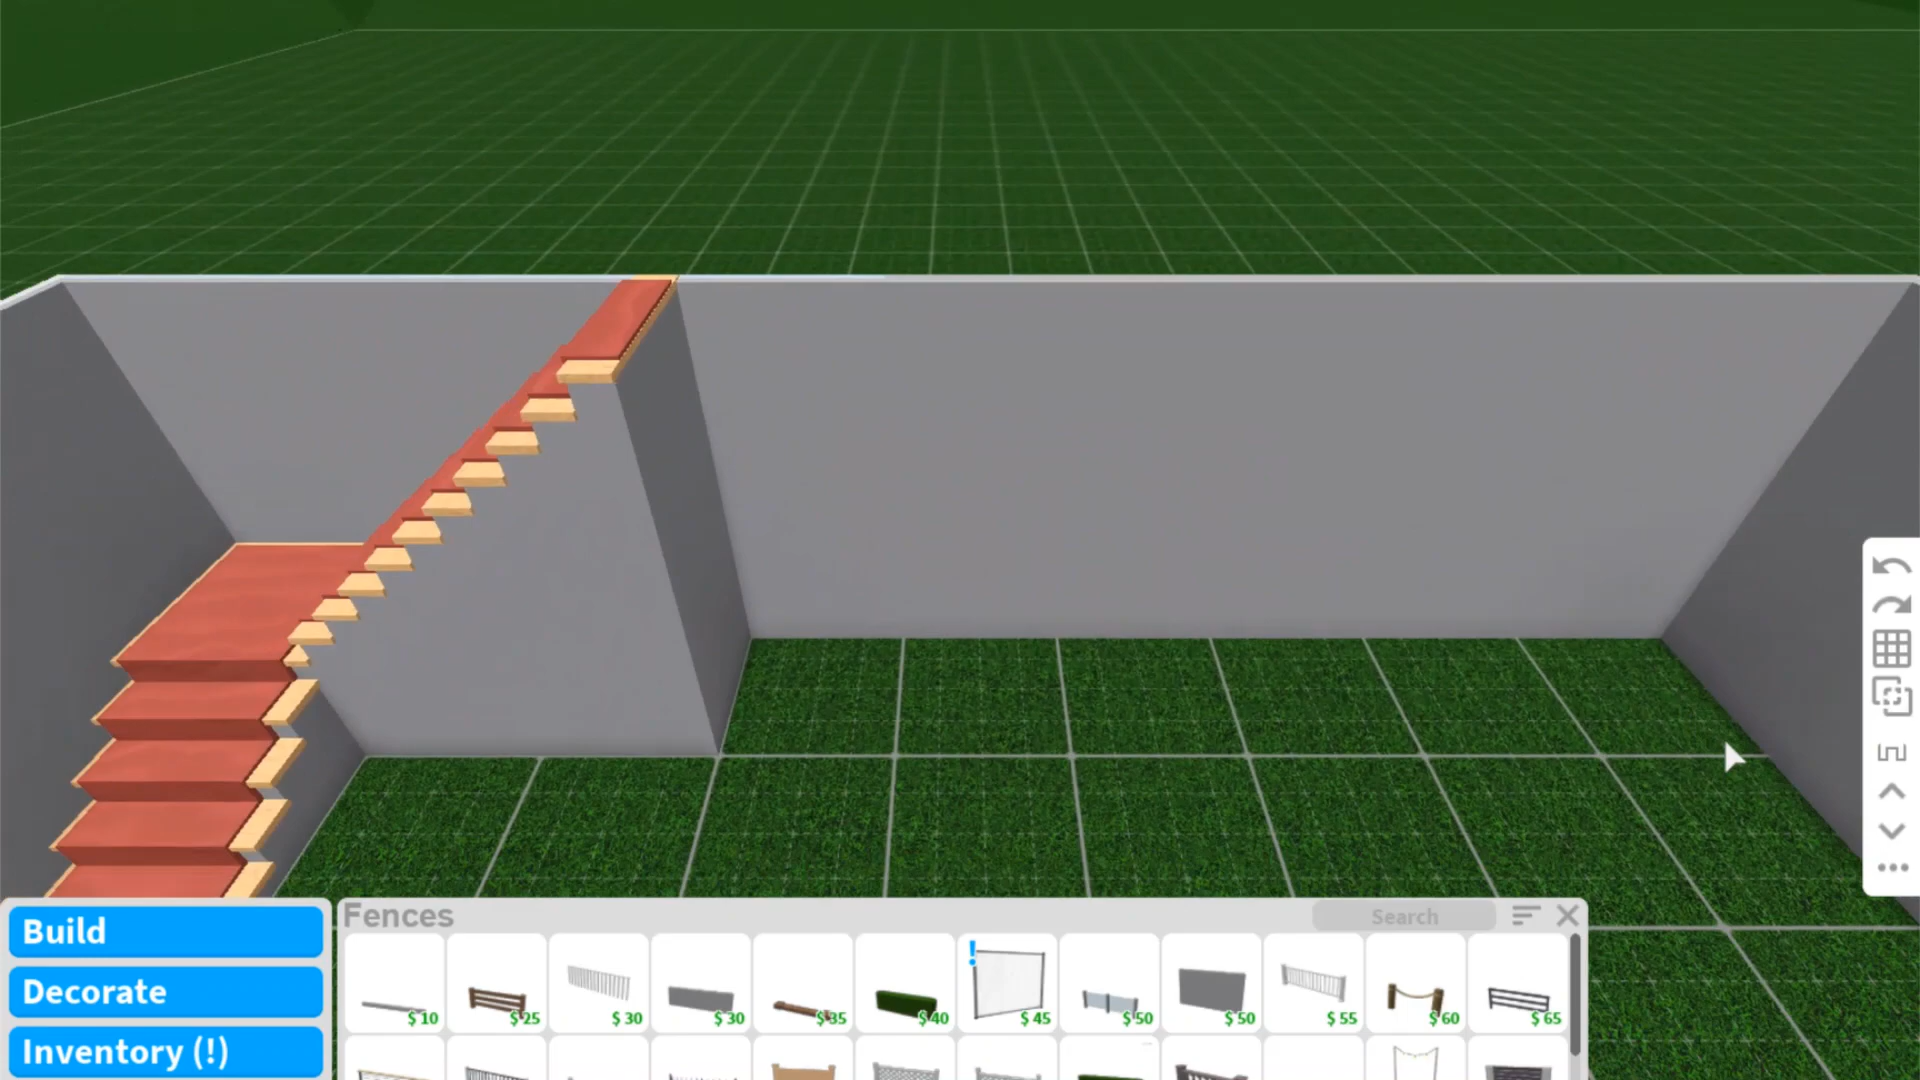 Fences
Search
Build
Decorate
Inventory (!)
!
$ 10
$ 25
$ 30
$ 30
$ 35
$ 40
$ 45
$ 50
$ 50
$ 55
$ 60
$ 65